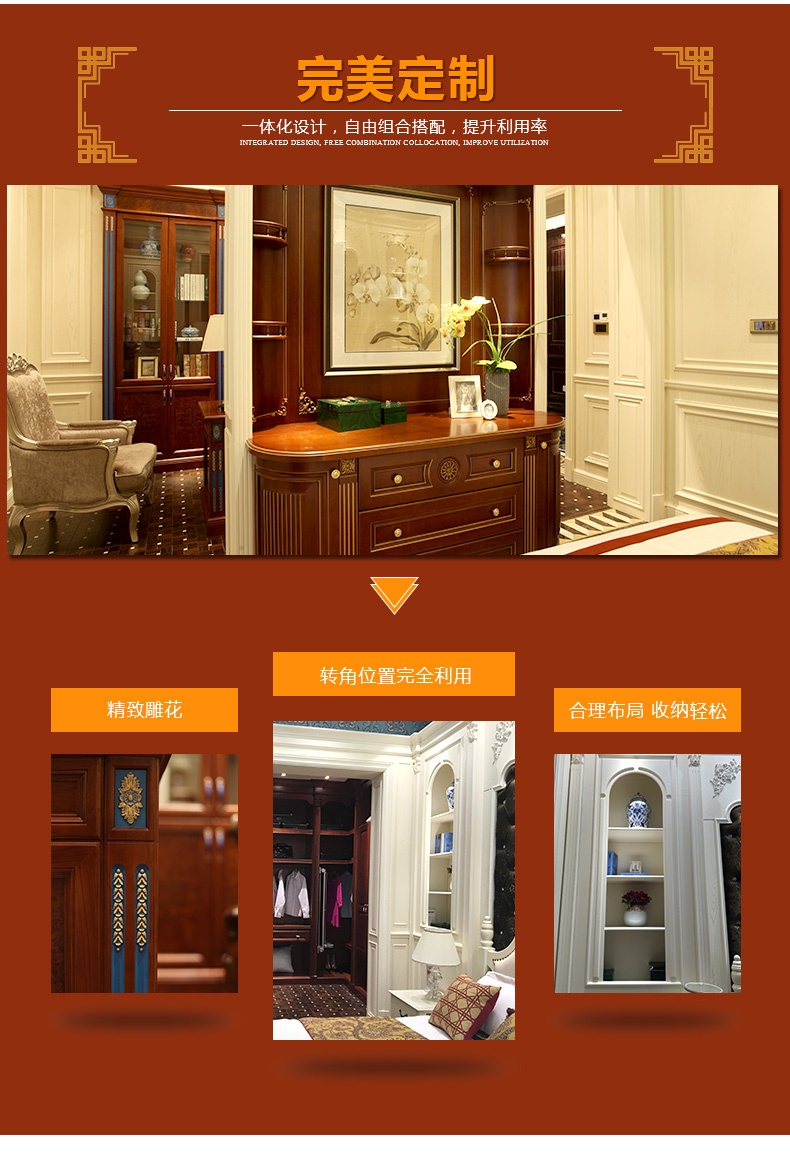 完美定制
一体化设计，自由组合搭配，提升利用率
INTEGRATED DESIGN, FREE COMBINATION COLLOCATION, IMPROVE UTILIZATION
转角位置完全利用
精致雕花
合理布局 收纳轻松